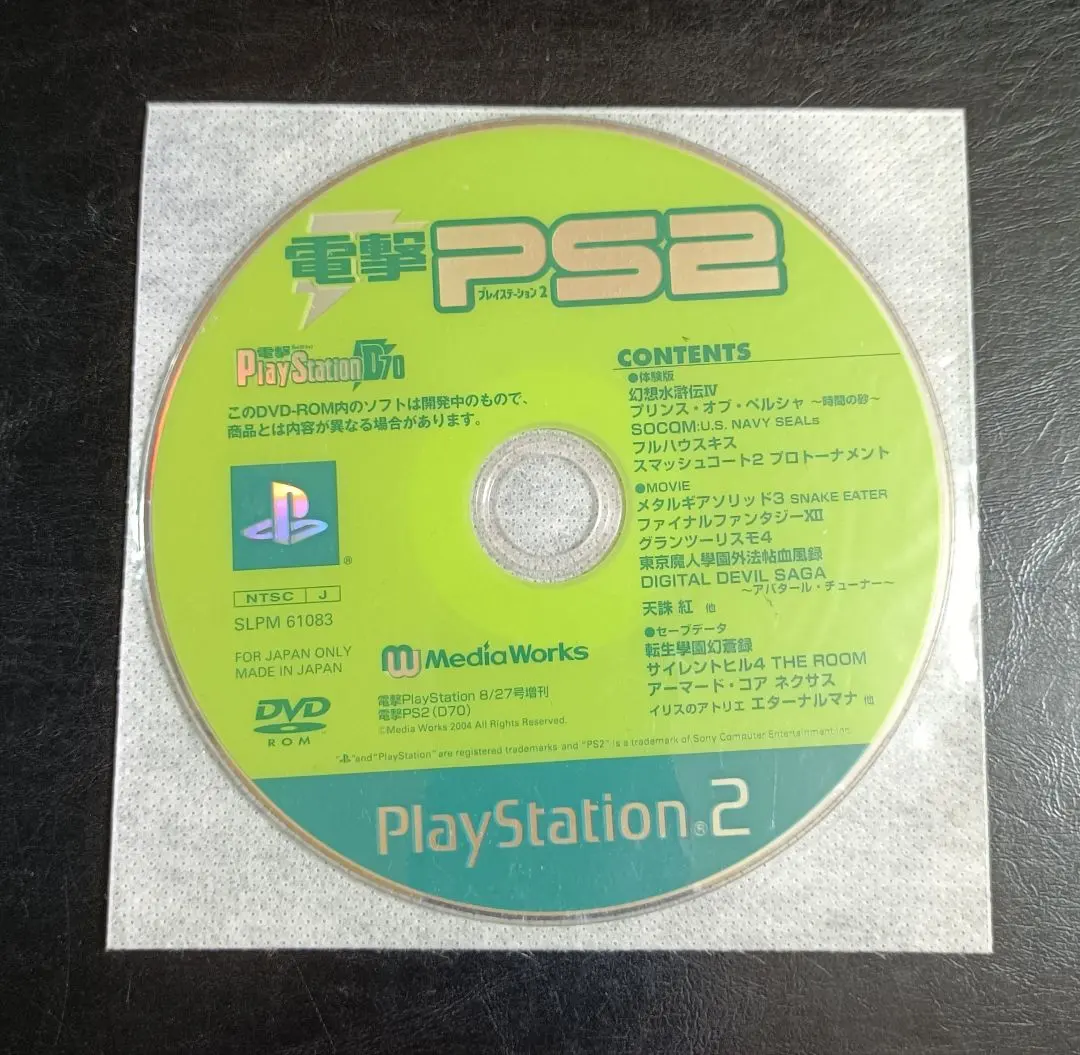 電撃PS2
プレイステーション2
電撃PlayStation D70
このDVD-ROM内のソフトは開発中のもので、
商品とは内容が異なる場合があります。
NTSC J
SLPM 61083
FOR JAPAN ONLY
MADE IN JAPAN
DVD
ROM
CONTENTS
●体験版
幻想水滸伝Ⅳ
プリンス・オブ・ペルシャ ～時間の砂～
SOCOM:U.S. NAVY SEALs
フルハウスキス
スマッシュコート2 プロトーナメント
●MOVIE
メタルギアソリッド3 SNAKE EATER
ファイナルファンタジーXII
グランツーリスモ4
東京魔人學園外法帖血風録
DIGITAL DEVIL SAGA
～アバタール・チューナー～
天誅 紅 他
●セーブデータ
転生學園幻蒼録
サイレントヒル4 THE ROOM
アーマード・コア ネクサス
イリスのアトリエ エターナルマナ 他
MediaWorks
電撃PlayStation 8/27号増刊
電撃PS2(D70)
©Media Works 2004 All Rights Reserved.
" "and"PlayStation"are registered trademarks and "PS2" is a trademark of Sony Computer Entertainment Inc.
PlayStation®2